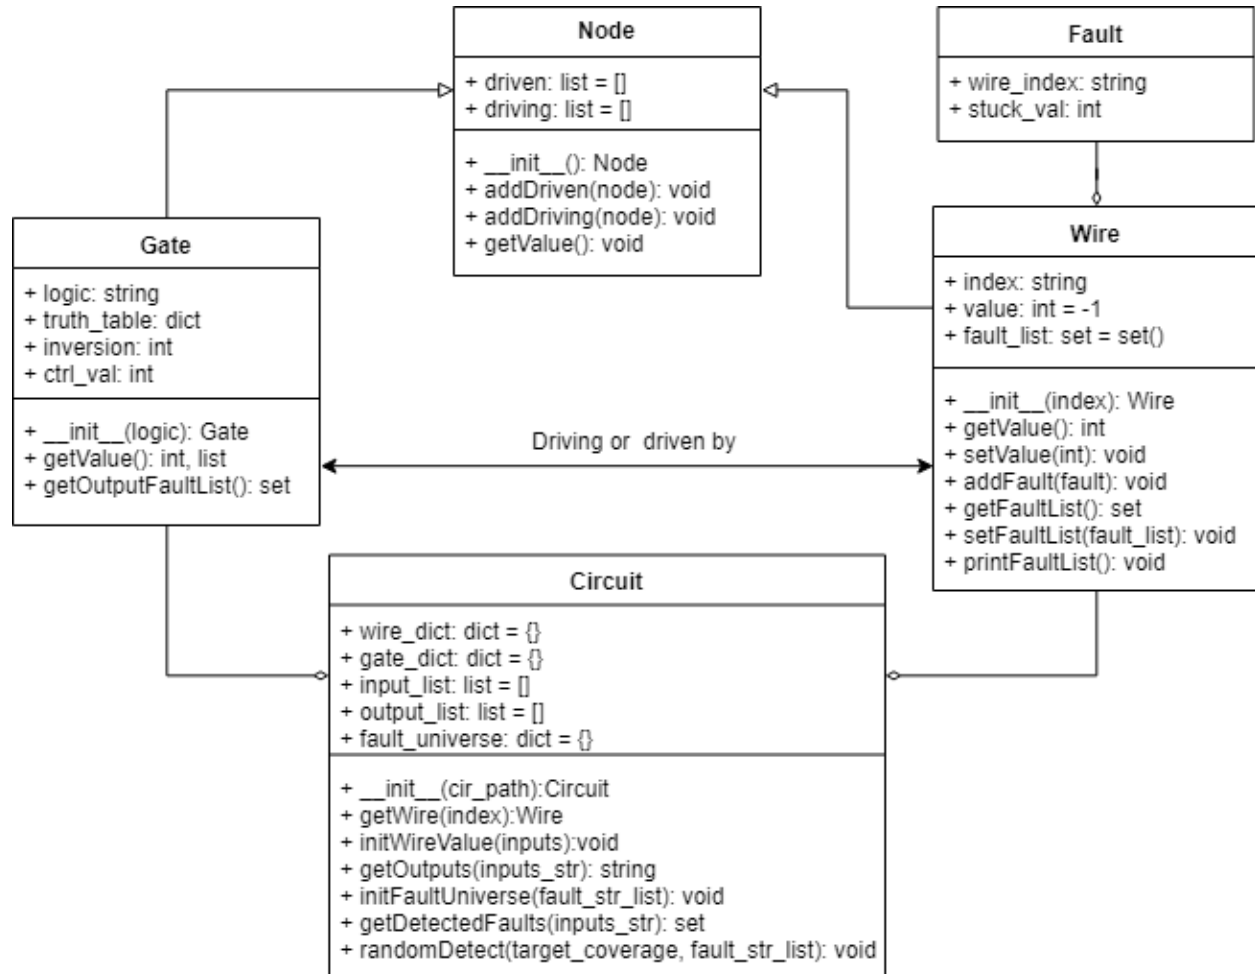 Node
+ driven: list = []
+ driving: list = []
+ __init__(): Node
+ addDriven(node): void
+ addDriving(node): void
+ getValue(): void
Fault
+ wire_index: string
+ stuck_val: int
Gate
+ logic: string
+ truth_table: dict
+ inversion: int
+ ctrl_val: int
+ __init__(logic): Gate
+ getValue(): int, list
+ getOutputFaultList(): set
Driving or driven by
Wire
+ index: string
+ value: int = -1
+ fault_list: set = set()
+ __init__(index): Wire
+ getValue(): int
+ setValue(int): void
+ addFault(fault): void
+ getFaultList(): set
+ setFaultList(fault_list): void
+ printFaultList(): void
Circuit
+ wire_dict: dict = {}
+ gate_dict: dict = {}
+ input_list: list = []
+ output_list: list = []
+ fault_universe: dict = {}
+ __init__(cir_path):Circuit
+ getWire(index):Wire
+ initWireValue(inputs):void
+ getOutputs(inputs_str): string
+ initFaultUniverse(fault_str_list): void
+ getDetectedFaults(inputs_str): set
+ randomDetect(target_coverage, fault_str_list): void